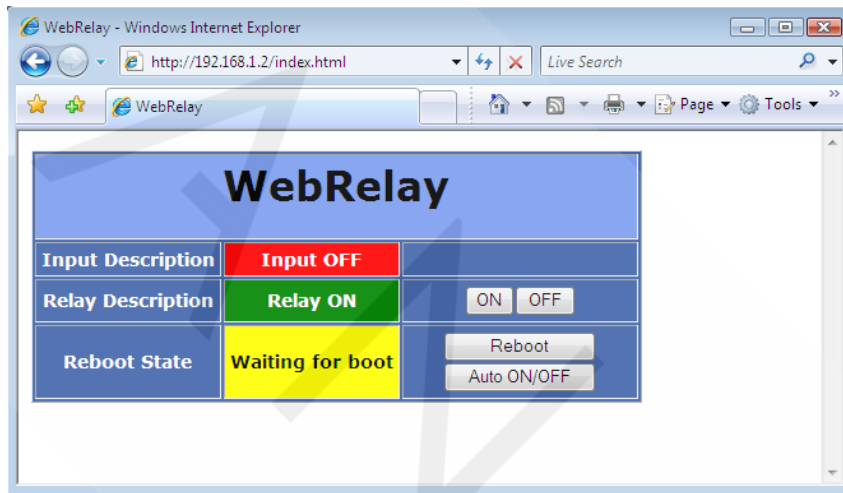 WebRelay - Windows Internet Explorer
http://192.168.1.2/index.html Live Search
WebRelay Page Tools »
WebRelay
Input Description Input OFF
Relay Description Relay ON ON OFF
Reboot State Waiting for boot Reboot
Auto ON/OFF